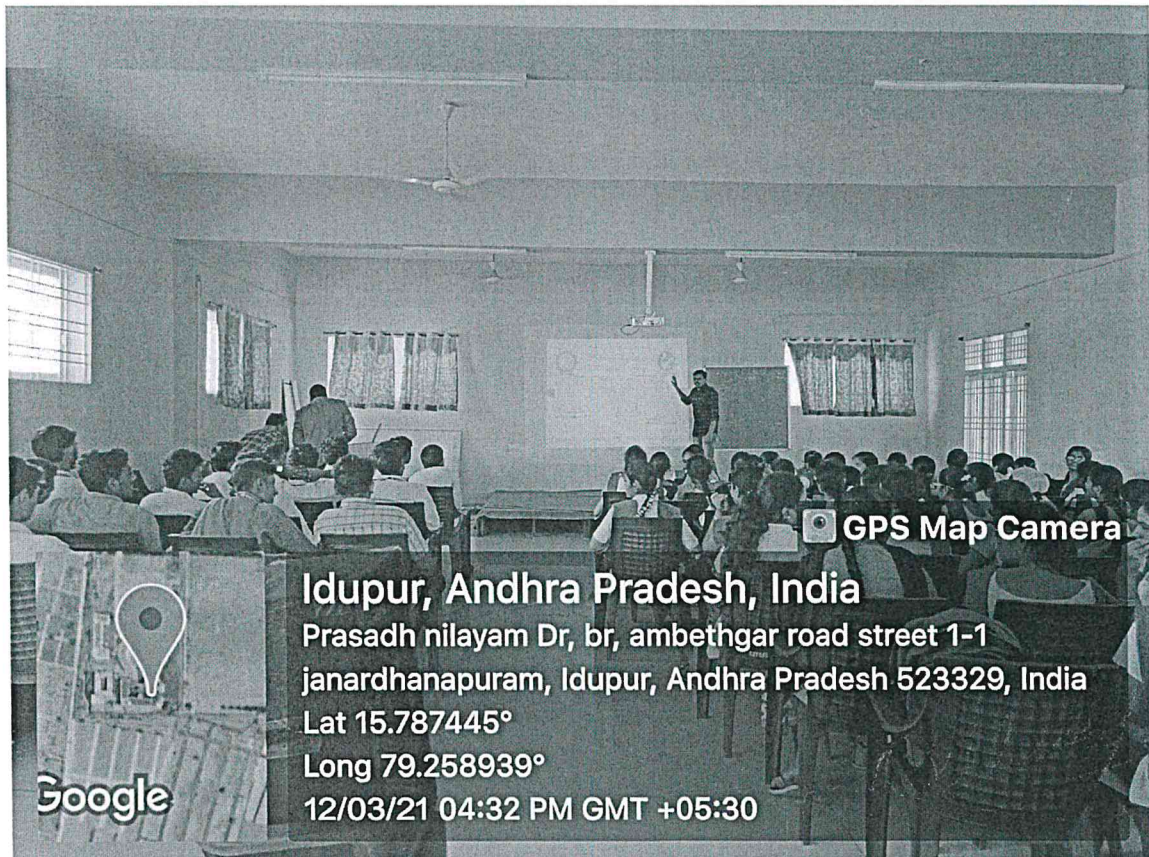 GPS Map Camera
Idupur, Andhra Pradesh, India
Prasadh nilayam Dr, br, ambethgar road street 1-1
janardhanapuram, Idupur, Andhra Pradesh 523329, India
Lat 15.787445°
Long 79.258939°
12/03/21 04:32 PM GMT +05:30
Google